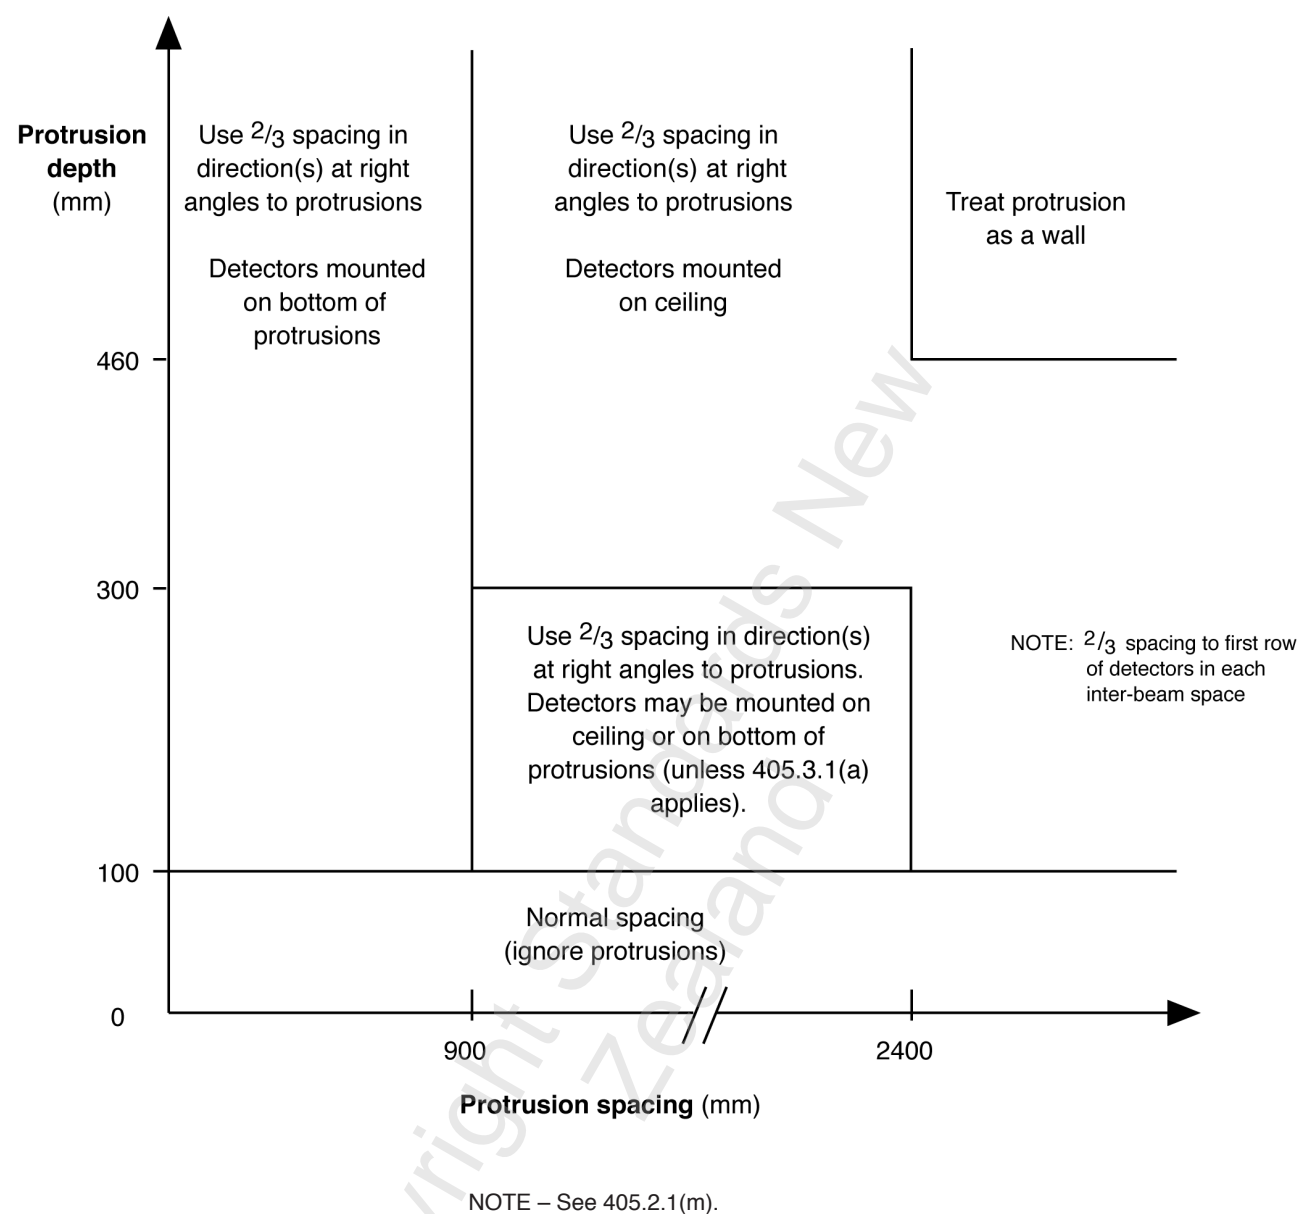 Protrusion
depth
(mm)
Use 2/3 spacing in
direction(s) at right
angles to protrusions
Detectors mounted
on bottom of
protrusions
Use 2/3 spacing in
direction(s) at right
angles to protrusions
Detectors mounted
on ceiling
Treat protrusion
as a wall
460
300
Use 2/3 spacing in direction(s)
at right angles to protrusions.
Detectors may be mounted on
ceiling or on bottom of
protrusions (unless 405.3.1(a)
applies).
NOTE: 2/3 spacing to first row
of detectors in each
inter-beam space
100
Normal spacing
(ignore protrusions)
0
900
2400
Protrusion spacing (mm)
NOTE – See 405.2.1(m).
right Standards New
Zealand